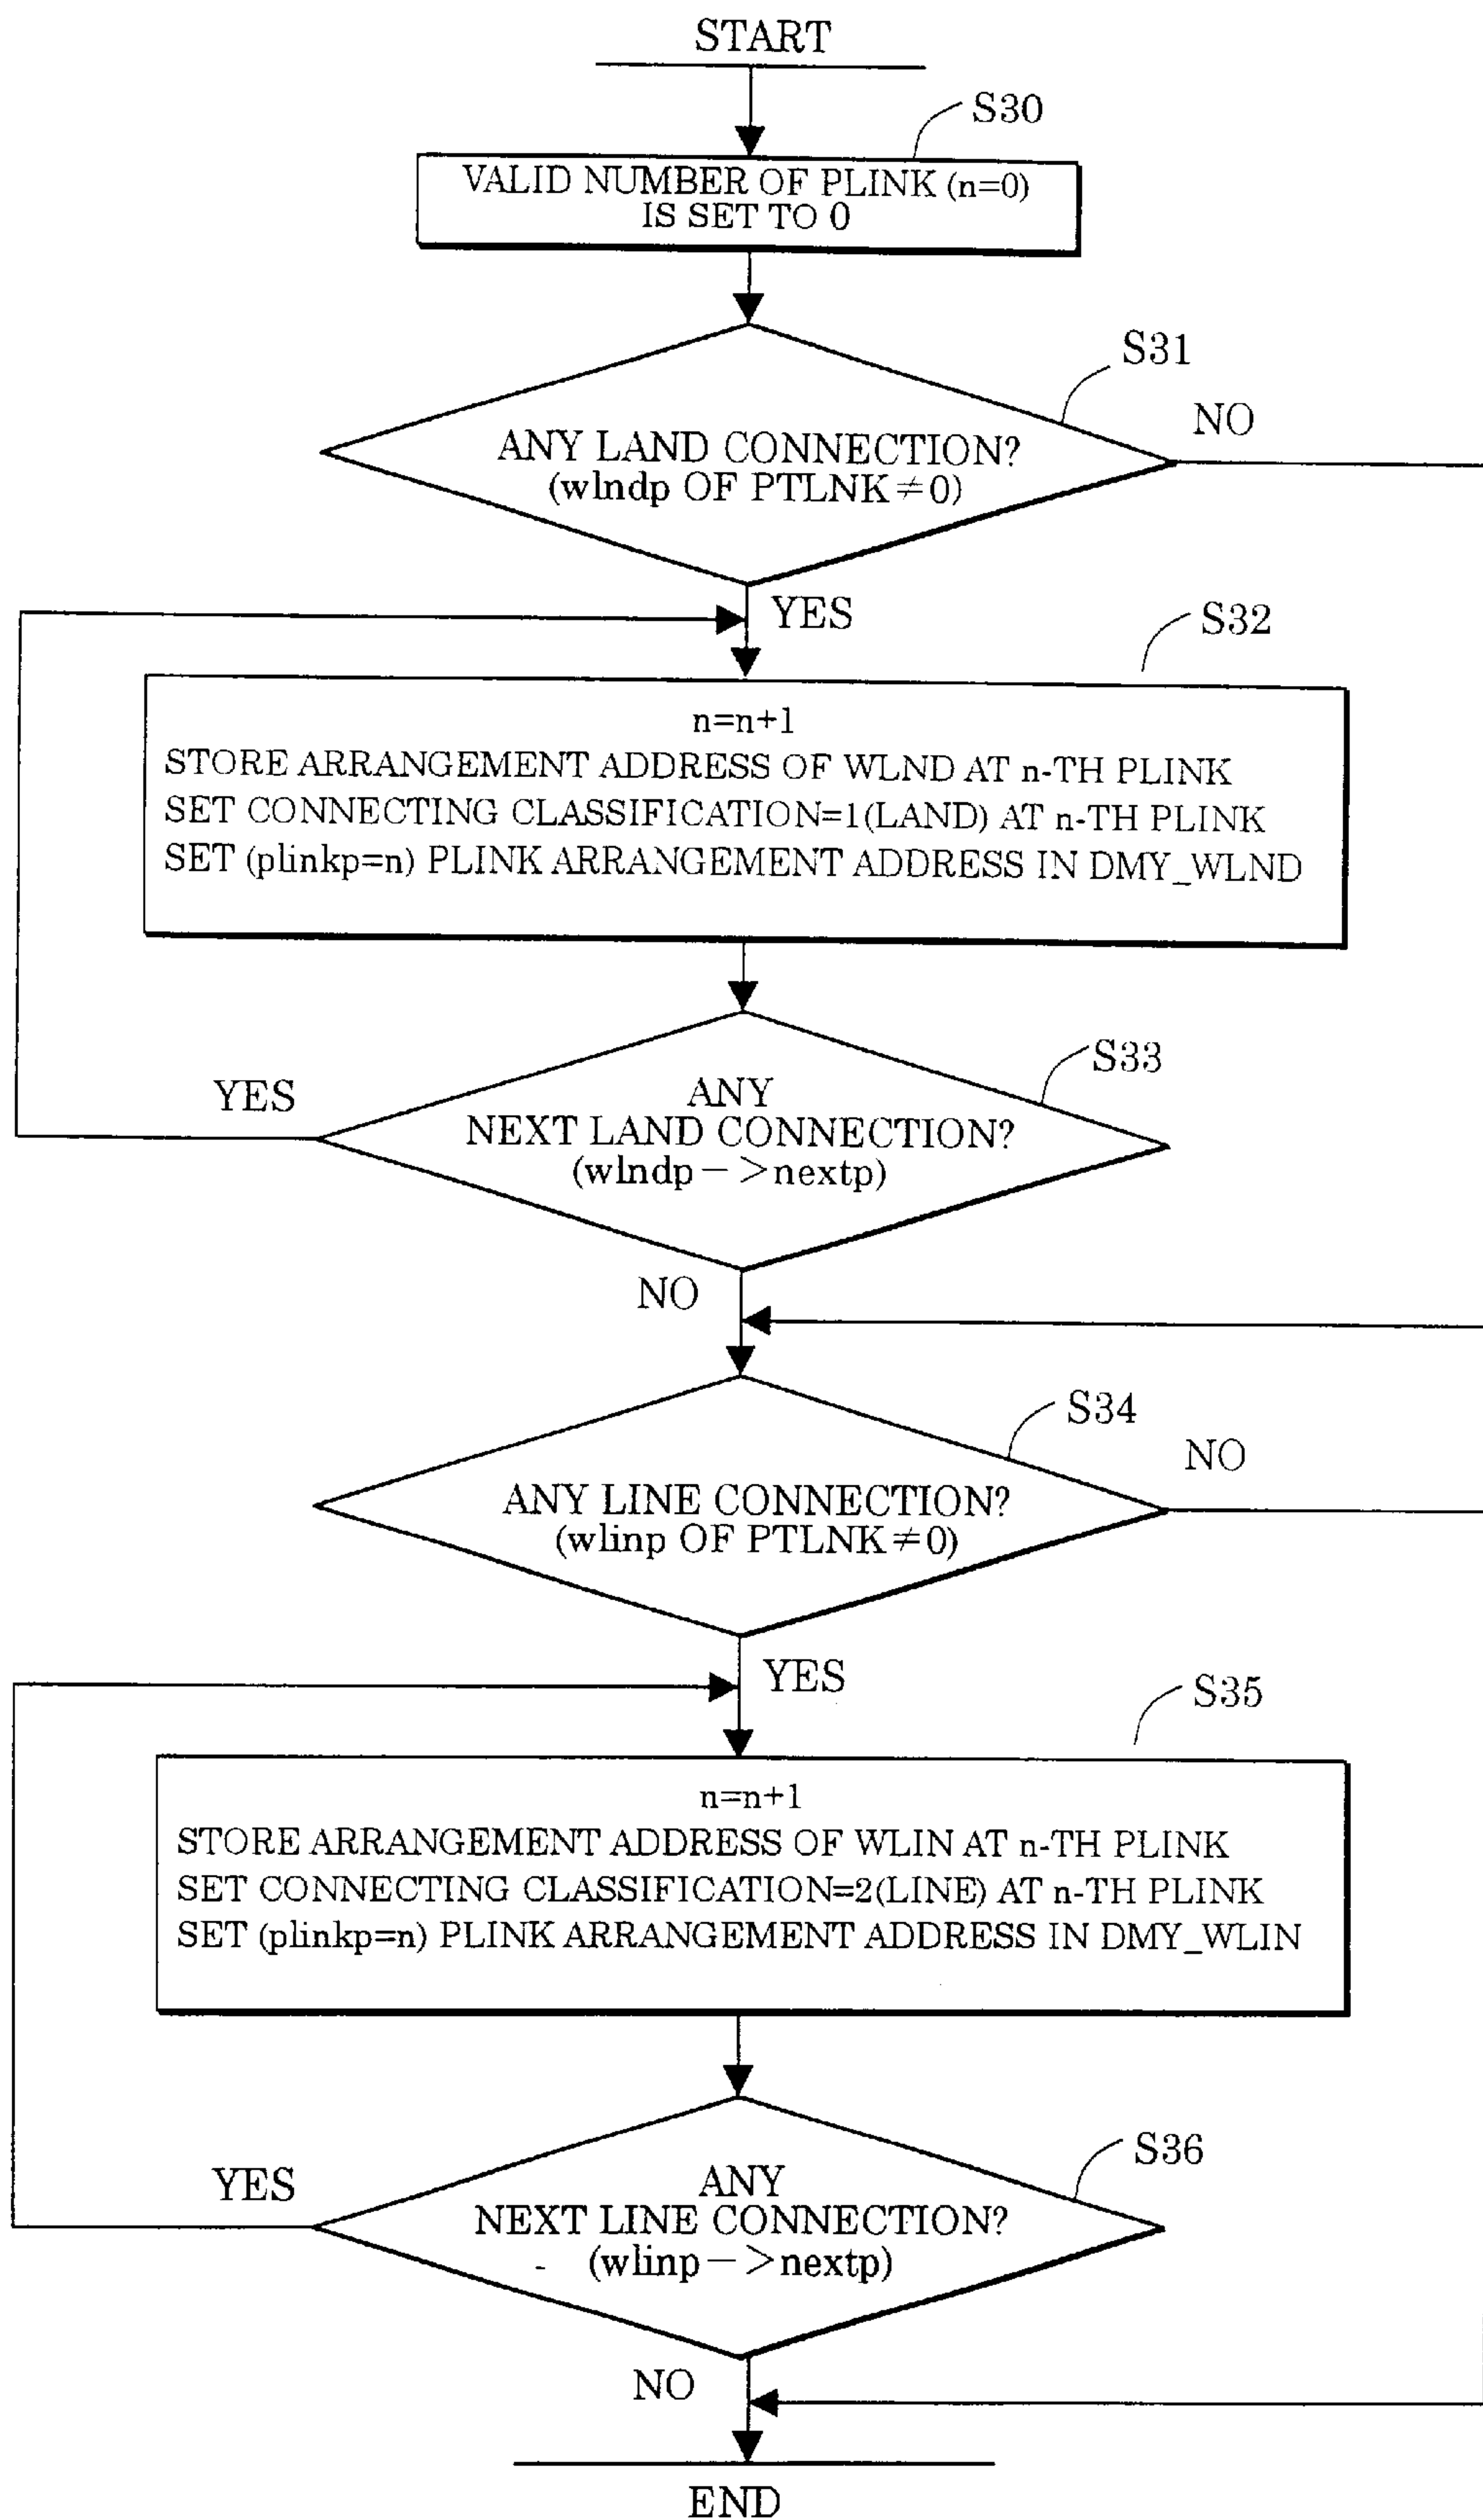 START
S30
VALID NUMBER OF PLINK (n=0)
IS SET TO 0
S31
NO
ANY LAND CONNECTION?
(wlndp OF PTLNK≠0)
YES
S32
n=n+1
STORE ARRANGEMENT ADDRESS OF WLND AT n-TH PLINK
SET CONNECTING CLASSIFICATION=1(LAND) AT n-TH PLINK
SET (plinkp=n) PLINK ARRANGEMENT ADDRESS IN DMY_WLND
S33
YES
ANY
NEXT LAND CONNECTION?
(wlndp−>nextp)
NO
S34
NO
ANY LINE CONNECTION?
(wlinp OF PTLNK≠0)
YES
S35
n=n+1
STORE ARRANGEMENT ADDRESS OF WLIN AT n-TH PLINK
SET CONNECTING CLASSIFICATION=2(LINE) AT n-TH PLINK
SET (plinkp=n) PLINK ARRANGEMENT ADDRESS IN DMY_WLIN
S36
YES
ANY
NEXT LINE CONNECTION?
(wlinp−>nextp)
NO
END